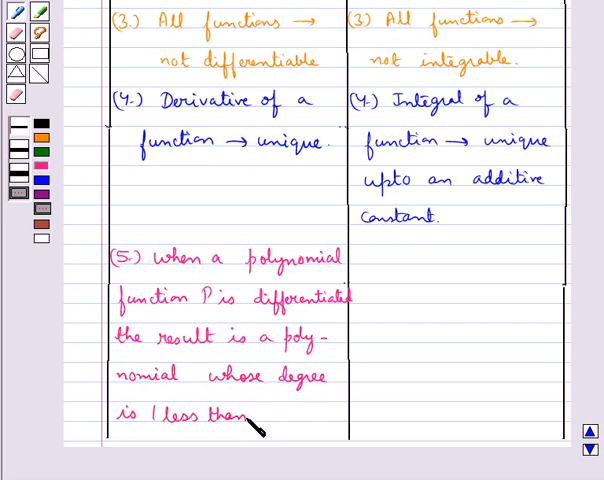 (3.) All functions →
not differentiable
(4.) Derivative of a
function → unique.
(5.) When a polynomial
function P is differentiated
the result is a poly-
nomial whose degree
is 1 less than
(3) All functions →
not integrable.
(4.) Integral of a
function → unique
upto an additive
constant.